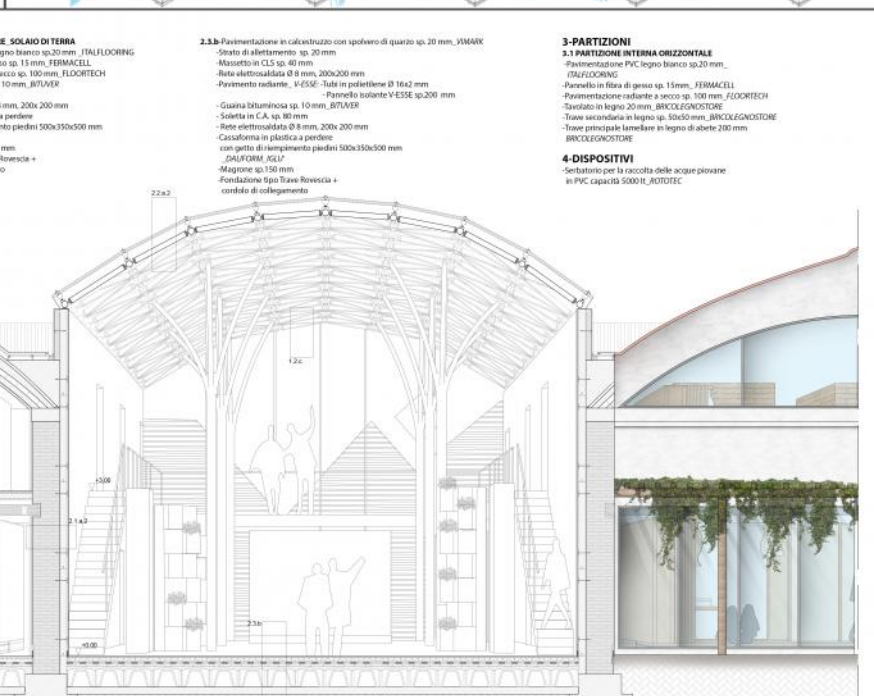 E_SOLAIO DI TERRA
egno bianco sp.20 mm _ITALFLOORING
so sp. 15 mm_FERMACELL
ecco sp. 100 mm_FLOORTECH
10 mm_BITUVER
mm, 200x 200 mm
a perdere
nto piedini 500x350x500 mm
mm
Rovescia +
o
2.3.b-Pavimentazione in calcestruzzo con spolvero di quarzo sp. 20 mm_VIMARK
-Strato di allettamento sp. 20 mm
-Massetto in CLS sp. 40 mm
-Rete elettrosaldata Ø 8 mm, 200x200 mm
-Pavimento radiante_ V-ESSE: -Tubi in polietilene Ø 16x2 mm
- Pannello isolante V-ESSE sp.200 mm
- Guaina bituminosa sp. 10 mm_BITUVER
- Soletta in C.A. sp. 80 mm
- Rete elettrosaldata Ø 8 mm, 200x 200 mm
-Cassaforma in plastica a perdere
con getto di riempimento piedini 500x350x500 mm
_DALIFORM_IGLU'
-Magrone sp.150 mm
-Fondazione tipo Trave Rovescia +
cordolo di collegamento
3-PARTIZIONI
3.1 PARTIZIONE INTERNA ORIZZONTALE
-Pavimentazione PVC legno bianco sp.20 mm_
ITALFLOORING
-Pannello in fibra di gesso sp. 15mm_ FERMACELL
-Pavimentazione radiante a secco sp. 100 mm_FLOORTECH
-Tavolato in legno 20 mm_BRICOLEGNOSTORE
-Trave secondaria in legno sp. 50x50 mm_BRICOLEGNOSTORE
-Trave principale lamellare in legno di abete 200 mm
BRICOLEGNOSTORE
4-DISPOSITIVI
-Serbatorio per la raccolta delle acque piovane
in PVC capacità 5000 lt_ROTOTEC
2.2.a.2
1.2.c
+3,00
2.1.a.2
2.3.b
+0.00